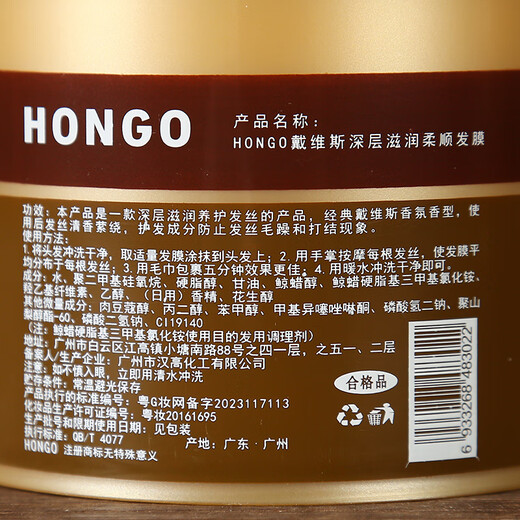 HONGO
产品名称：
HONGO戴维斯深层滋润柔顺发膜
功效：本产品是一款深层滋润养护发丝的产品，经典戴维斯香氛香型，使
用后发丝清香萦绕，护发成分防止发丝毛躁和打结现象。
使用方法：
1.将头发冲洗干净，取适量发膜涂抹到头发上；2.用手掌按摩每根发丝，使发膜平
均分布于每根发丝；3.用毛巾包裹五分钟效果更佳。4.用暖水冲洗干净即可。
成分：水、聚二甲基硅氧烷、硬脂醇、甘油、鲸蜡醇、鲸蜡硬脂基三甲基氯化铵、
羟乙基纤维素、乙醇、（日用）香精、花生醇
其他微量成分：肉豆蔻醇、丙二醇、苯甲醇、甲基异噻唑啉酮、磷酸氢二钠、聚山
梨醇酯-60、磷酸二氢钠、CI19140
（注：鲸蜡硬脂基三甲基氯化铵使用目的发用调理剂）
地址：广州市白云区江高镇小塘南路88号之四1层，之五1、二层
备案人/生产企业：广州市汉高化工有限公司
注意：如不慎入眼，立即用清水冲洗
贮存条件：常温避光保存
产品执行的标准编号：粤G妆网备字2023117113
化妆品生产许可证编号：粤妆20161695
生产批号和限期使用日期：见包装
执行标准：QB/T 4077
产地：广东·广州
HONGO 注册商标无特殊意义
合格品
6 933268 483022